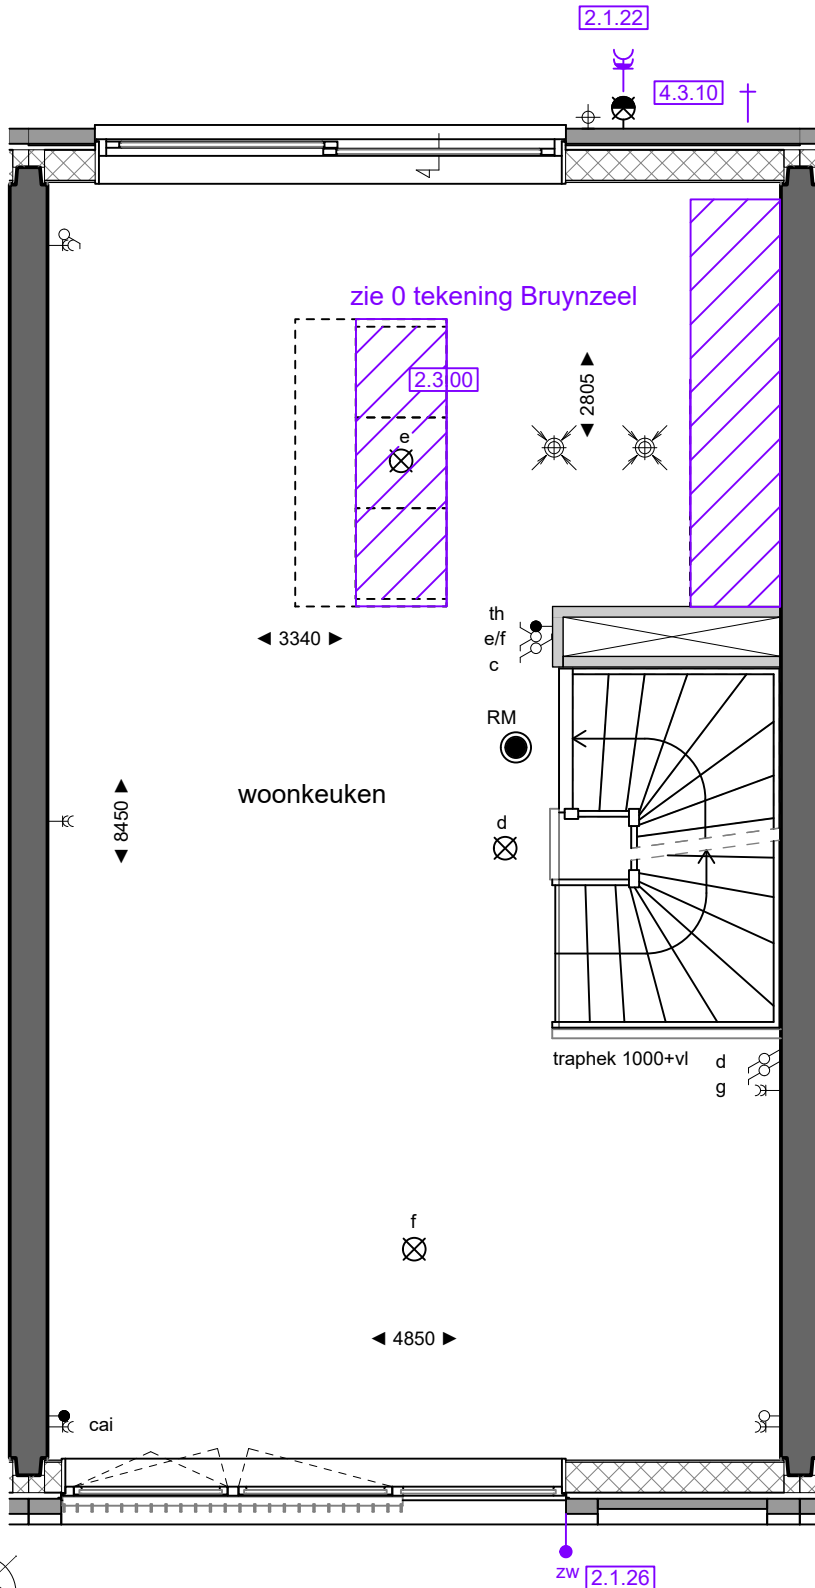 2.1.22
4.3.10
zie 0 tekening Bruynzeel
2.3.00
2805
e
th
e/f
c
3340
RM
woonkeuken
8450
d
traphek 1000+vl
d
g
f
4850
cai
zw
2.1.26